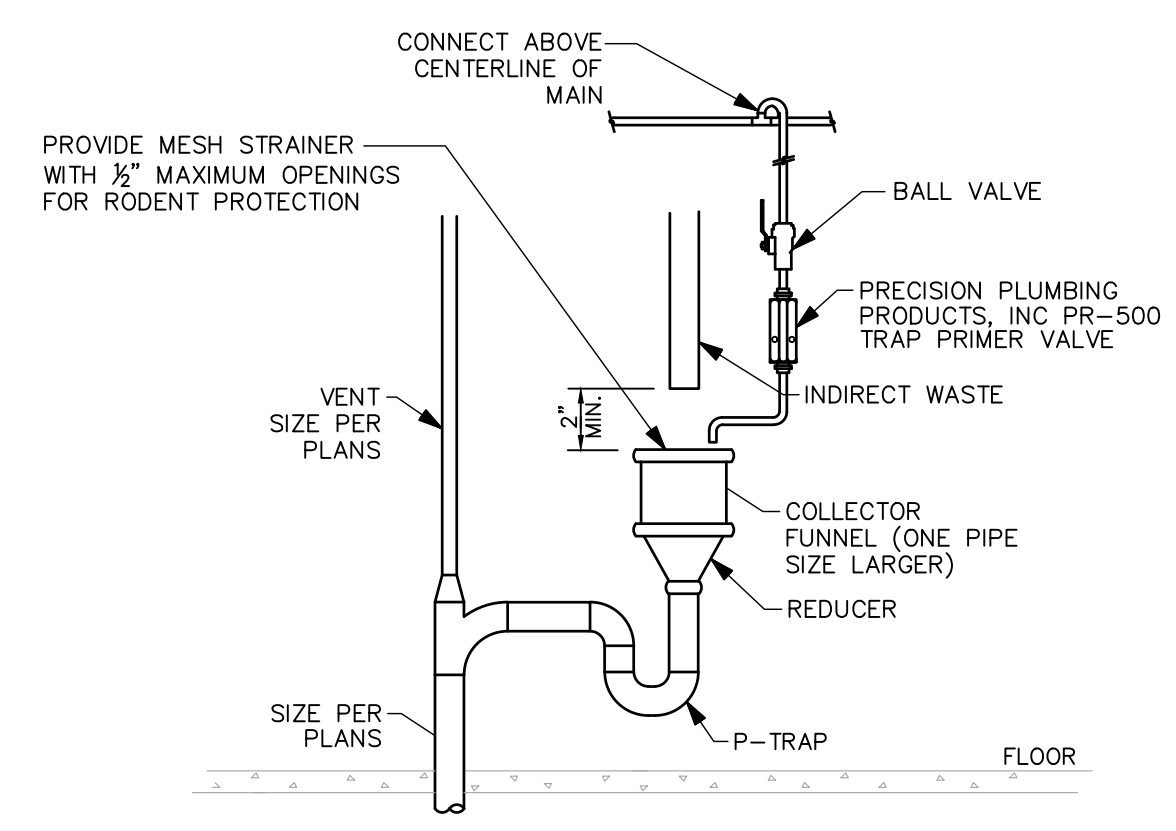 CONNECT ABOVE
CENTERLINE OF
MAIN
PROVIDE MESH STRAINER
WITH ½" MAXIMUM OPENINGS
FOR RODENT PROTECTION
BALL VALVE
PRECISION PLUMBING
PRODUCTS, INC PR-500
TRAP PRIMER VALVE
INDIRECT WASTE
2"
MIN.
VENT
SIZE PER
PLANS
COLLECTOR
FUNNEL (ONE PIPE
SIZE LARGER)
REDUCER
SIZE PER
PLANS
P-TRAP
FLOOR